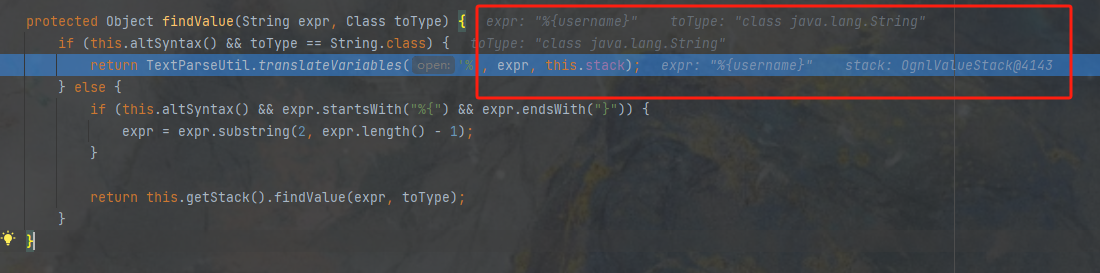 protected Object findValue(String expr, Class toType) {   expr: "%{username}"    toType: "class java.lang.String"
    if (this.altSyntax() && toType == String.class) {   toType: "class java.lang.String"
        return TextParseUtil.translateVariables( open: '%', expr, this.stack);   expr: "%{username}"    stack: OgnlValueStack@4143
    } else {
        if (this.altSyntax() && expr.startsWith("%{") && expr.endsWith("}")) {
            expr = expr.substring(2, expr.length() - 1);
        }
        return this.getStack().findValue(expr, toType);
    }
}